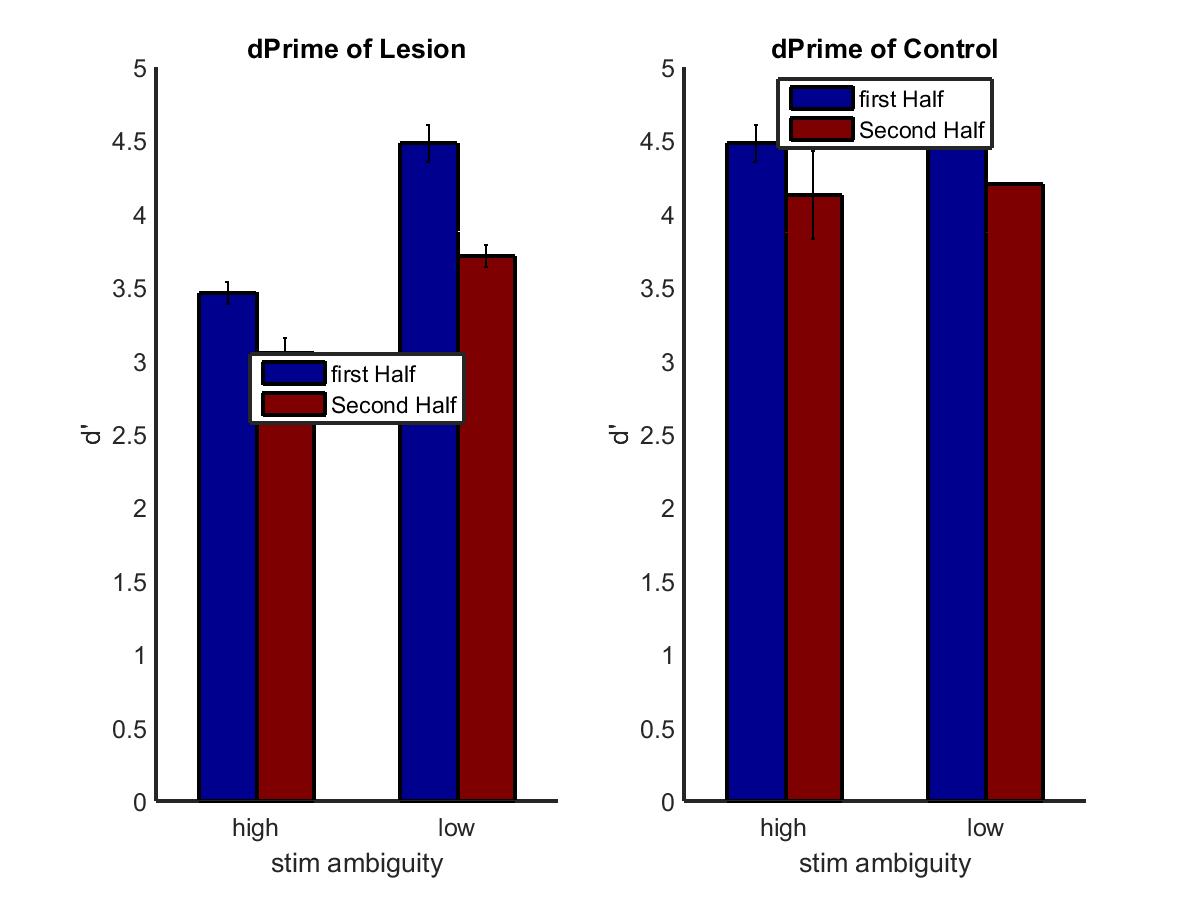 dPrime of Lesion
5
4.5
4
3.5
3
2.5
2
1.5
1
0.5
0
d'
first Half
Second Half
high
low
stim ambiguity
dPrime of Control
5
4.5
4
3.5
3
2.5
2
1.5
1
0.5
0
d'
first Half
Second Half
high
low
stim ambiguity